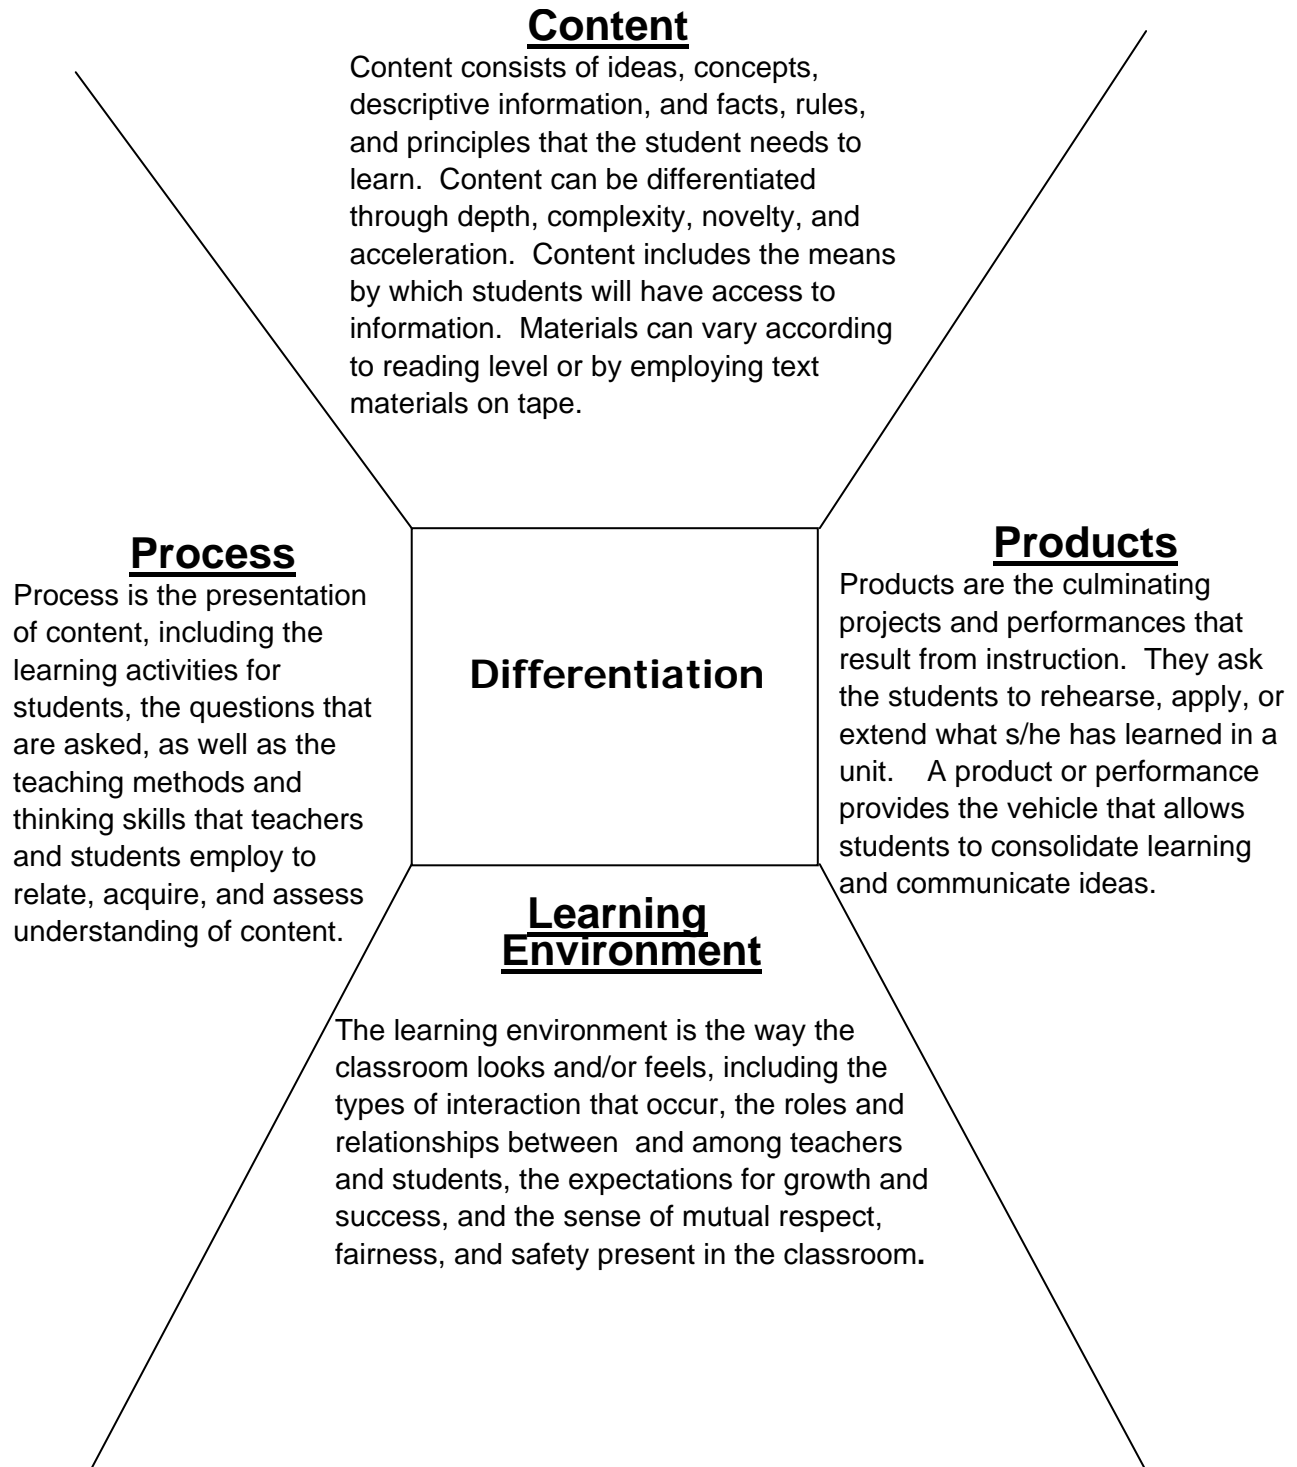 Content
Content consists of ideas, concepts,
descriptive information, and facts, rules,
and principles that the student needs to
learn.  Content can be differentiated
through depth, complexity, novelty, and
acceleration.  Content includes the means
by which students will have access to
information.  Materials can vary according
to reading level or by employing text
materials on tape.
Process
Process is the presentation
of content, including the
learning activities for
students, the questions that
are asked, as well as the
teaching methods and
thinking skills that teachers
and students employ to
relate, acquire, and assess
understanding of content.
Differentiation
Products
Products are the culminating
projects and performances that
result from instruction.  They ask
the students to rehearse, apply, or
extend what s/he has learned in a
unit.    A product or performance
provides the vehicle that allows
students to consolidate learning
and communicate ideas.
Learning
Environment
The learning environment is the way the
classroom looks and/or feels, including the
types of interaction that occur, the roles and
relationships between  and among teachers
and students, the expectations for growth and
success, and the sense of mutual respect,
fairness, and safety present in the classroom.